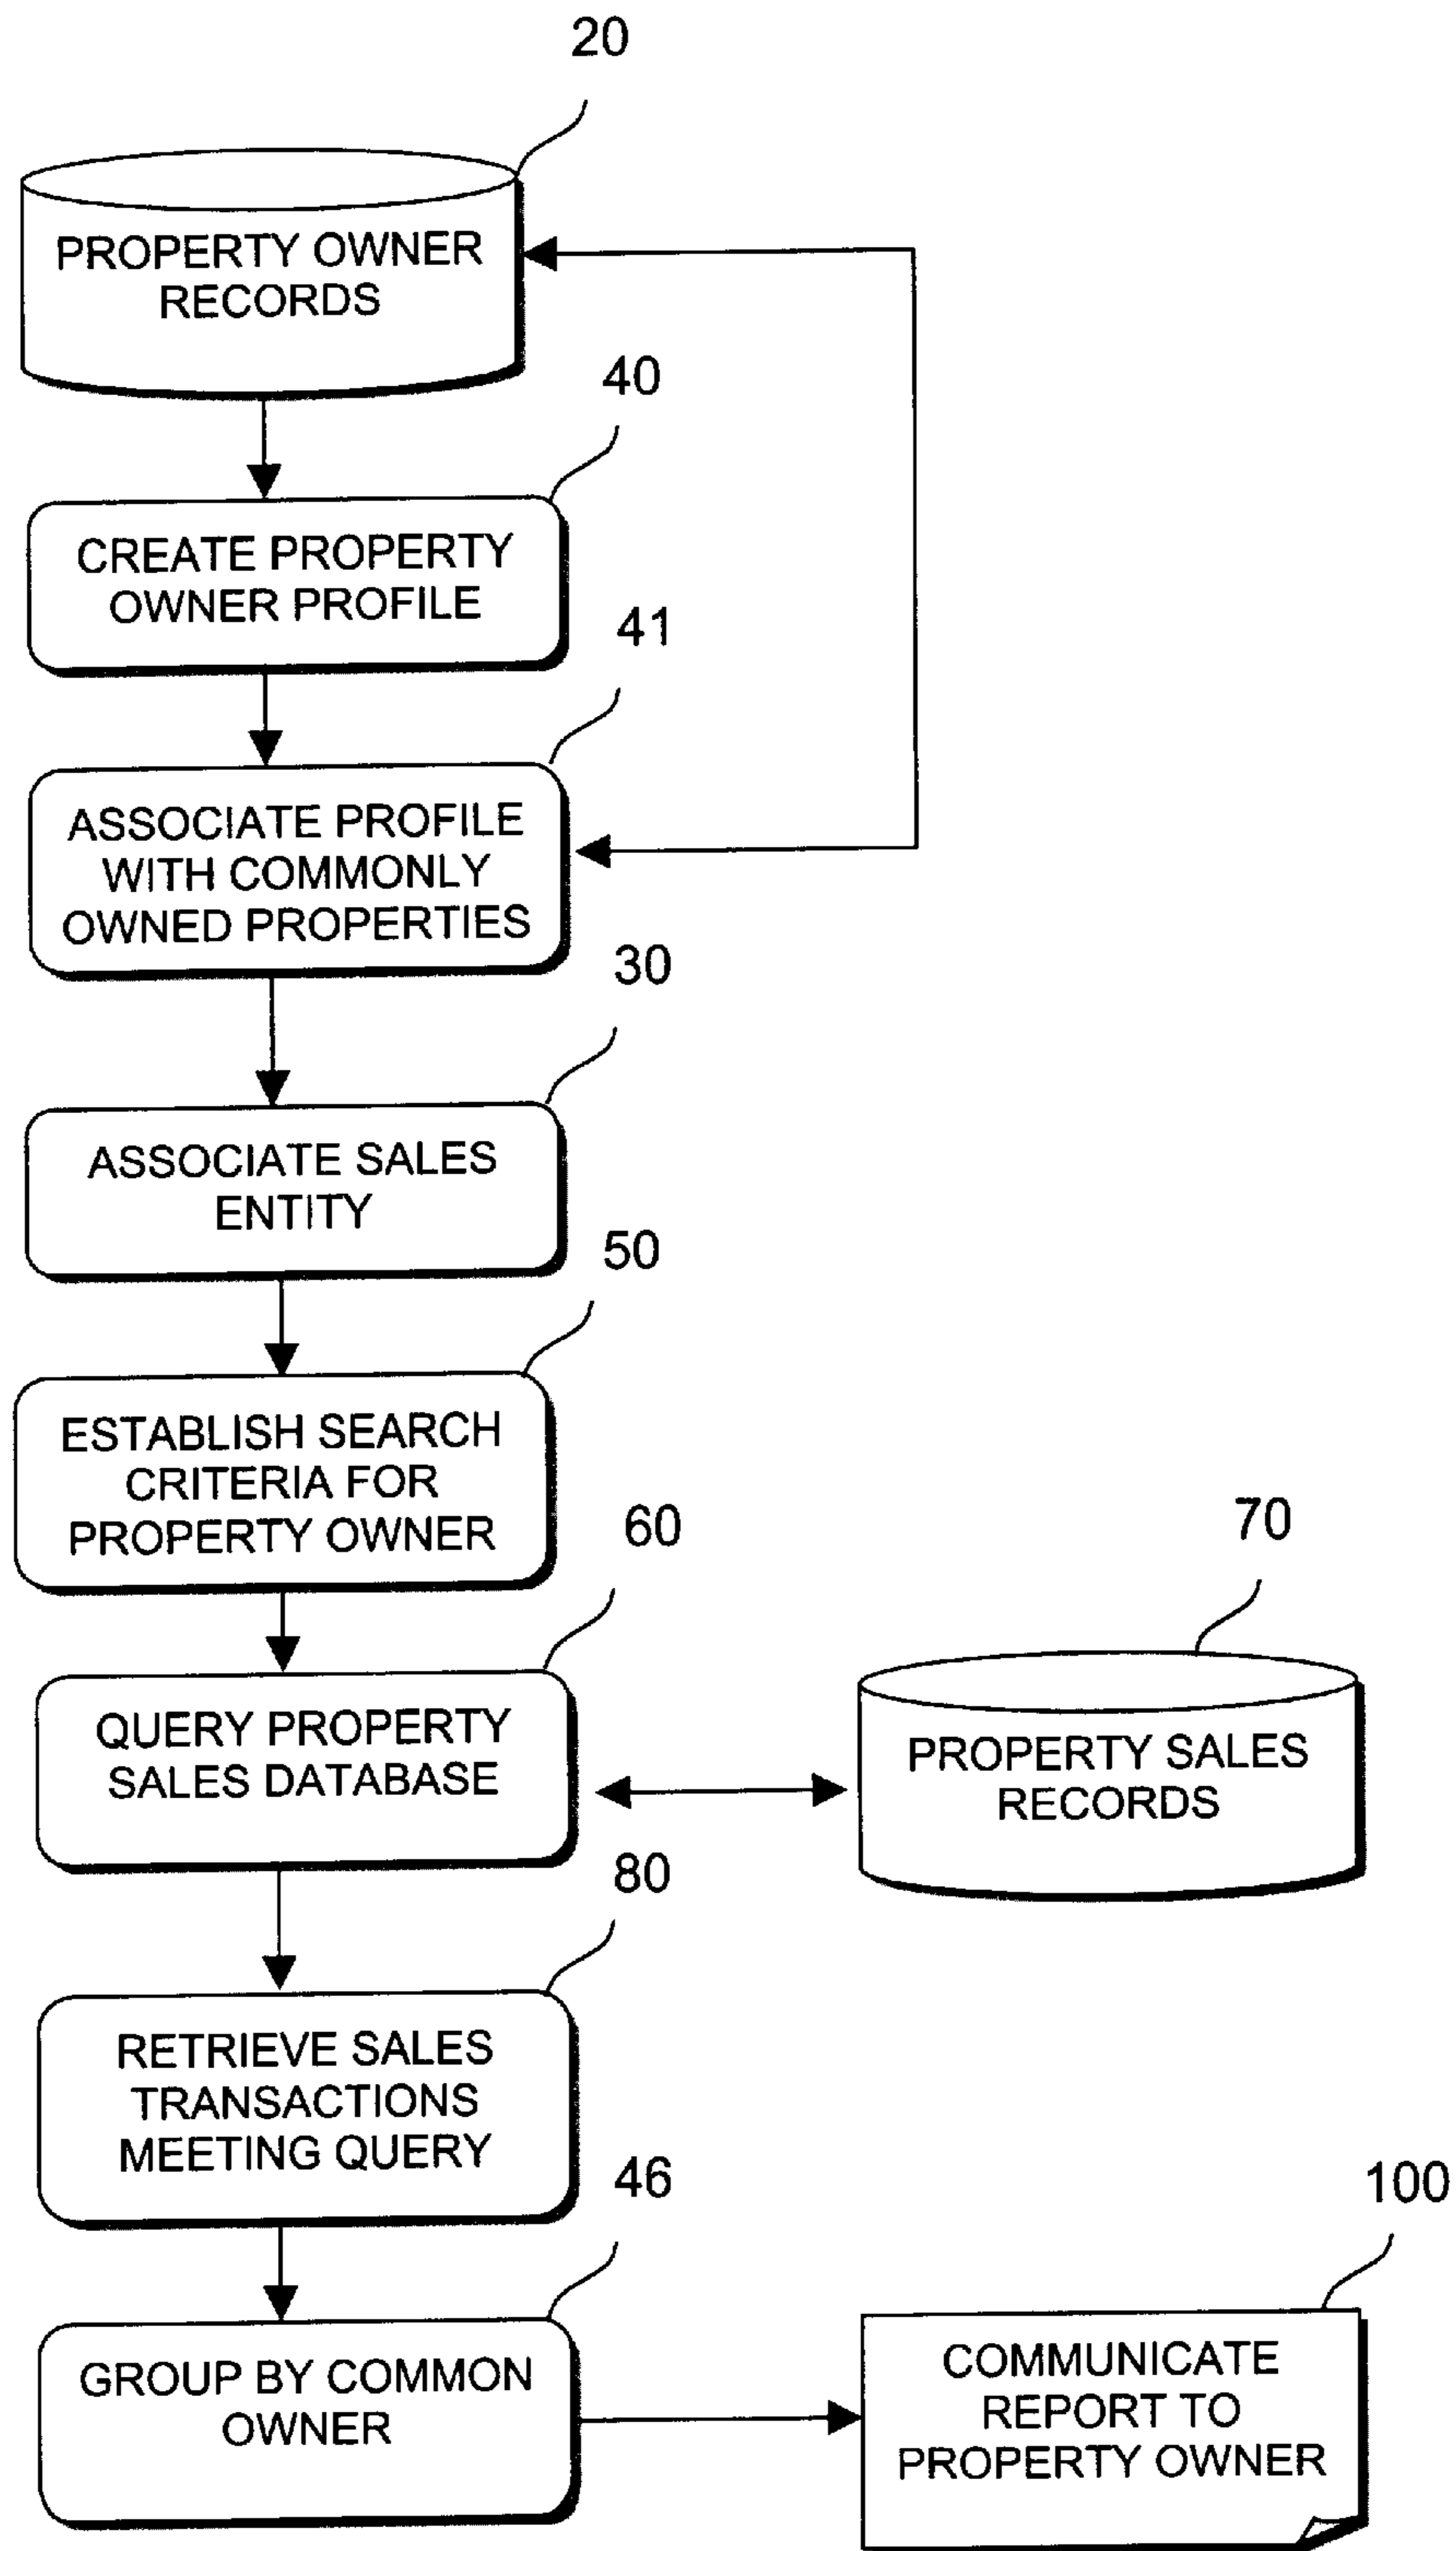 20
PROPERTY OWNER
RECORDS
40
CREATE PROPERTY
OWNER PROFILE
41
ASSOCIATE PROFILE
WITH COMMONLY
OWNED PROPERTIES
30
ASSOCIATE SALES
ENTITY
50
ESTABLISH SEARCH
CRITERIA FOR
PROPERTY OWNER
60
QUERY PROPERTY
SALES DATABASE
70
PROPERTY SALES
RECORDS
80
RETRIEVE SALES
TRANSACTIONS
MEETING QUERY
46
GROUP BY COMMON
OWNER
100
COMMUNICATE
REPORT TO
PROPERTY OWNER